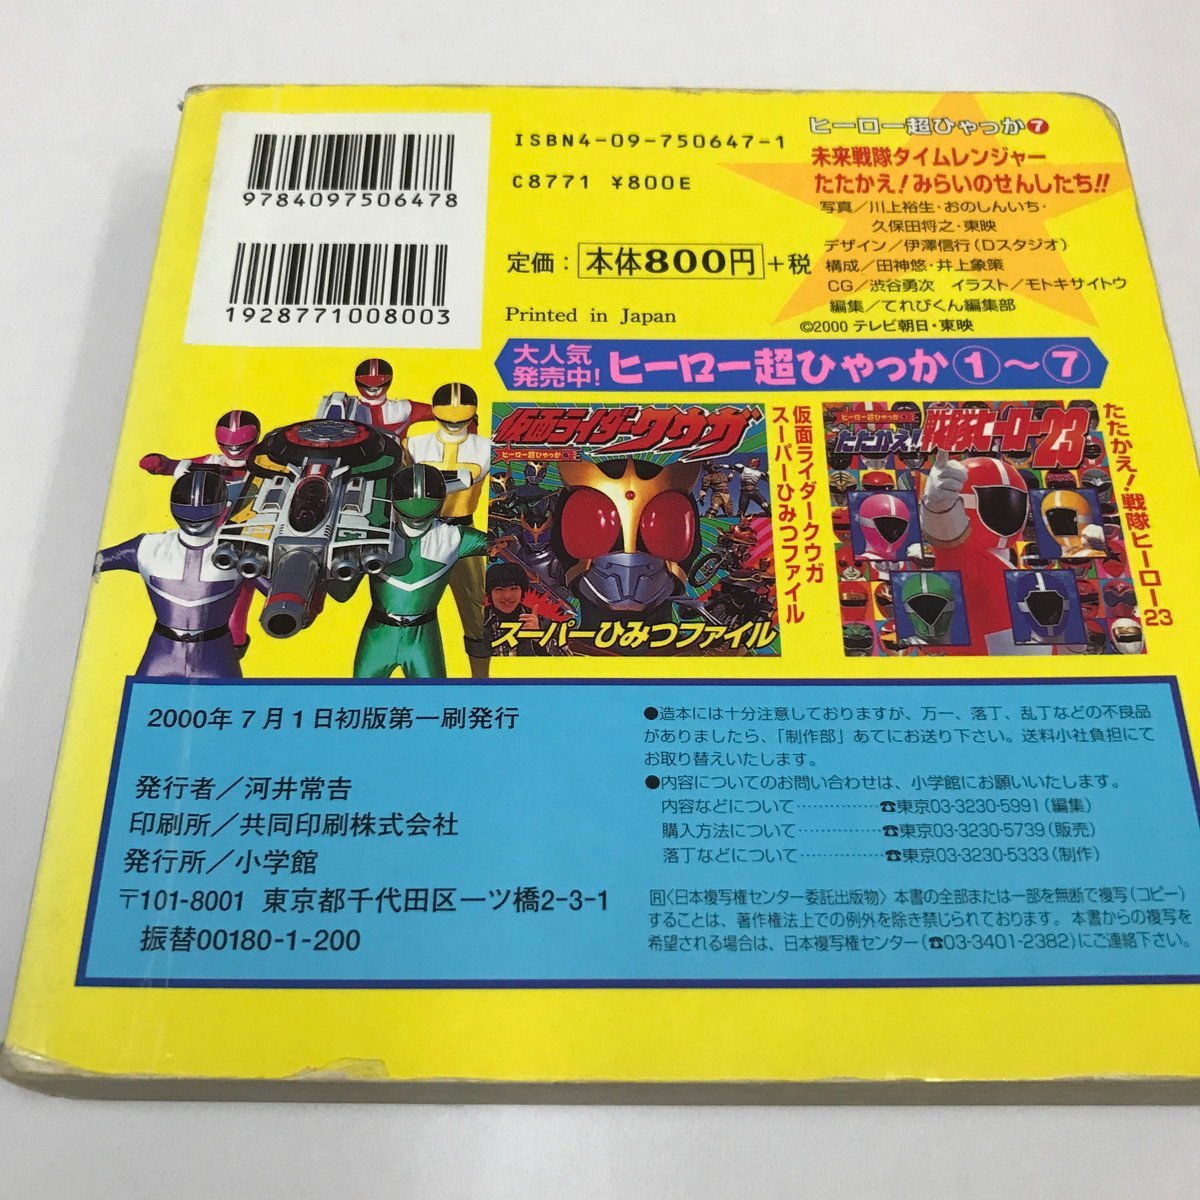 9784097506478
1928771008003
ISBN4-09-750647-1
C8771 ¥800E
定価：本体800円+税
Printed in Japan
ヒーロー超ひゃっか7
未来戦隊タイムレンジャー
たたかえ！みらいのせんしたち!!
写真／川上裕生・おのしんいち・
久保田将之・東映
デザイン／伊澤信行（Dスタジオ）
構成／田神悠・井上象策
CG／渋谷勇次　イラスト／モトキサイトウ
編集／てれびくん編集部
©2000 テレビ朝日・東映
大人気
発売中！
ヒーロー超ひゃっか①～⑦
仮面ライダークウガ
ヒーロー超ひゃっか
スーパーひみつファイル
仮面ライダークウガ
スーパーひみつファイル
ヒーロー超ひゃっか
たたかえ！戦隊ヒーロー23
たたかえ！戦隊ヒーロー23
2000年7月1日初版第一刷発行
発行者／河井常吉
印刷所／共同印刷株式会社
発行所／小学館
〒101-8001 東京都千代田区一ツ橋2-3-1
振替00180-1-200
●造本には十分注意しておりますが、万一、落丁、乱丁などの不良品
がありましたら、「制作部」あてにお送り下さい。送料小社負担にて
お取り替えいたします。
●内容についてのお問い合わせは、小学館にお願いいたします。
内容などについて……………☎東京03-3230-5991（編集）
購入方法について……………☎東京03-3230-5739（販売）
落丁などについて……………☎東京03-3230-5333（制作）
R〈日本複写権センター委託出版物〉本書の全部または一部を無断で複写（コピー）
することは、著作権法上での例外を除き禁じられております。本書からの複写を
希望される場合は、日本複写権センター（☎03-3401-2382）にご連絡下さい。